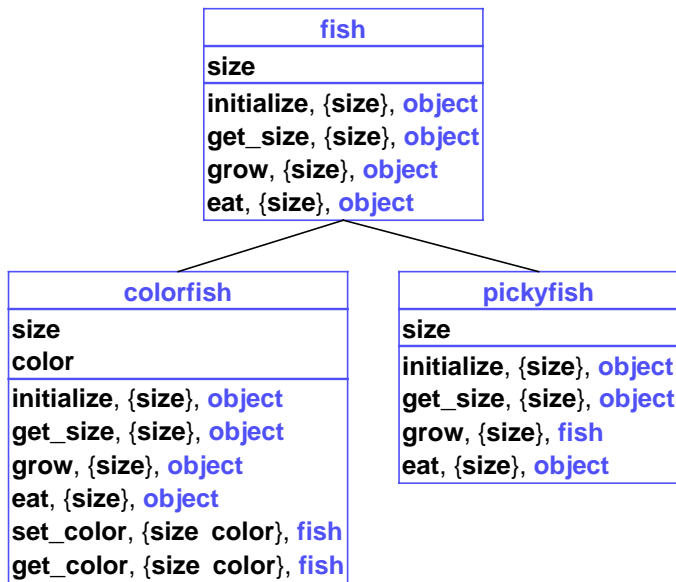 fish
size
initialize, {size}, object
get_size, {size}, object
grow, {size}, object
eat, {size}, object
colorfish
size
color
initialize, {size}, object
get_size, {size}, object
grow, {size}, object
eat, {size}, object
set_color, {size color}, fish
get_color, {size color}, fish
pickyfish
size
initialize, {size}, object
get_size, {size}, object
grow, {size}, fish
eat, {size}, object